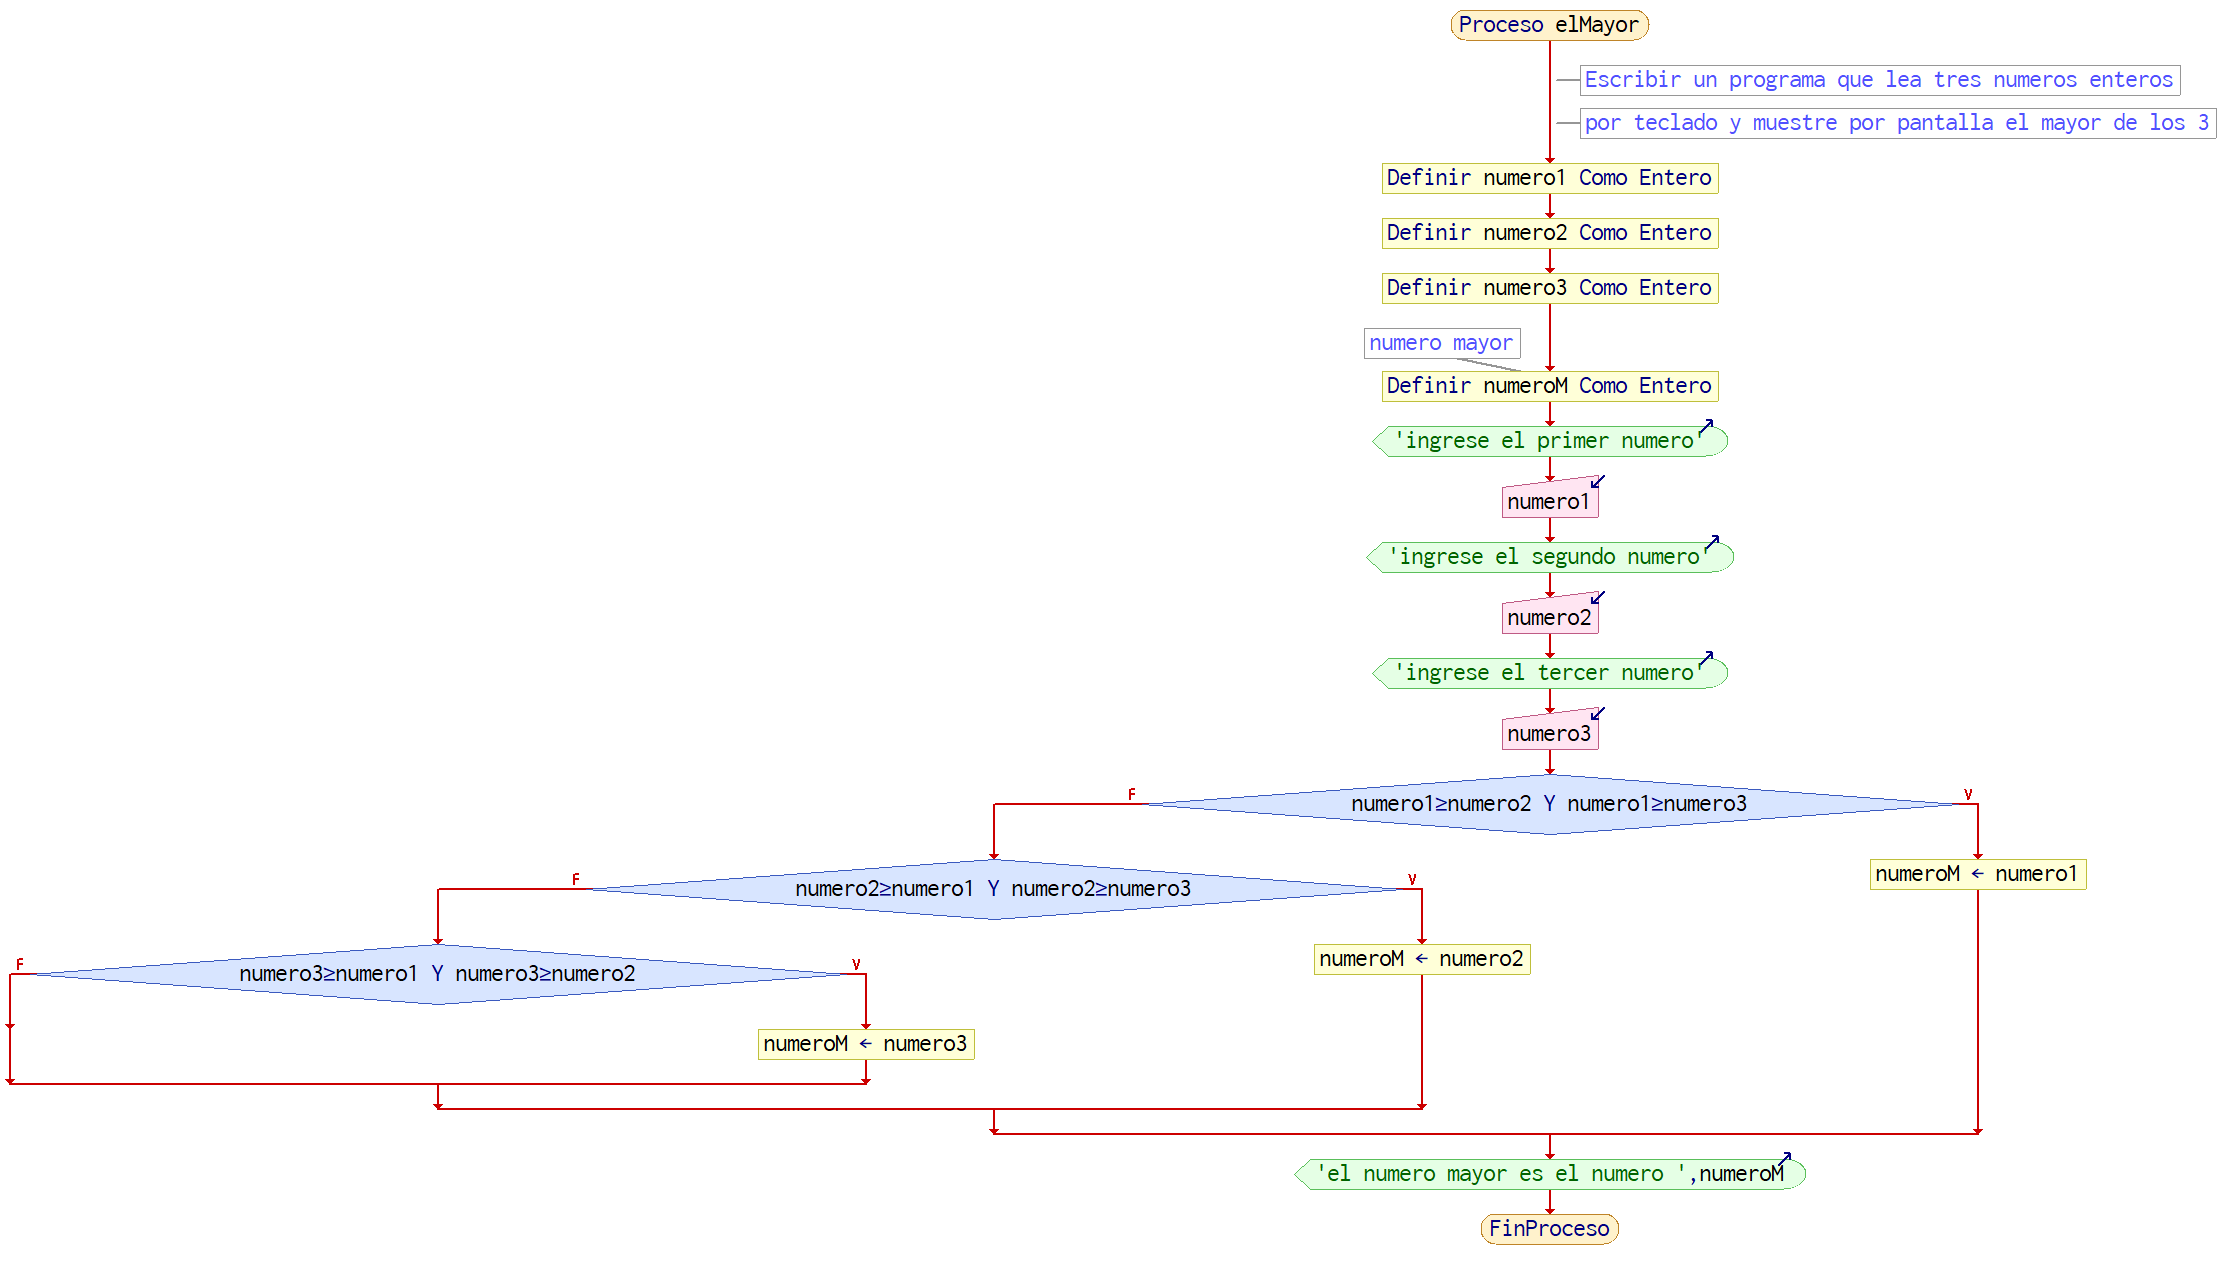 Proceso elMayor
Escribir un programa que lea tres numeros enteros
por teclado y muestre por pantalla el mayor de los 3
Definir numero1 Como Entero
Definir numero2 Como Entero
Definir numero3 Como Entero
numero mayor
Definir numeroM Como Entero
'ingrese el primer numero'
numero1
'ingrese el segundo numero'
numero2
'ingrese el tercer numero'
numero3
F
numero1≥numero2 Y numero1≥numero3
V
numeroM ← numero1
F
numero2≥numero1 Y numero2≥numero3
V
numeroM ← numero2
F
numero3≥numero1 Y numero3≥numero2
V
numeroM ← numero3
'el numero mayor es el numero ',numeroM
FinProceso